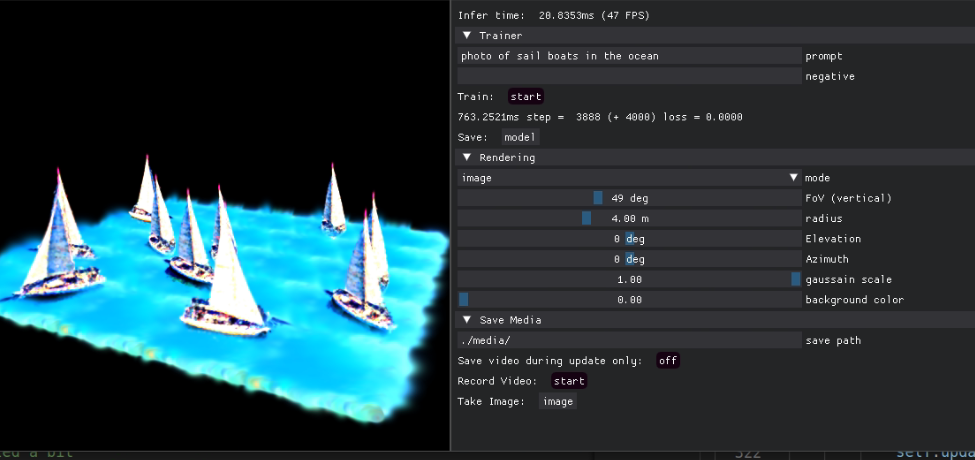 Infer time: 20.8353ms (47 FPS)
▼ Trainer
photo of sail boats in the ocean prompt
negative
Train: start
763.2521ms step = 3888 (+ 4000) loss = 0.0000
Save: model
▼ Rendering
image ▼ mode
49 deg FoV (vertical)
4.00 m radius
0 deg Elevation
0 deg Azimuth
1.00 gaussain scale
0.00 background color
▼ Save Media
./media/ save path
Save video during update only: off
Record Video: start
Take Image: image
ed a bit 322 self.upda